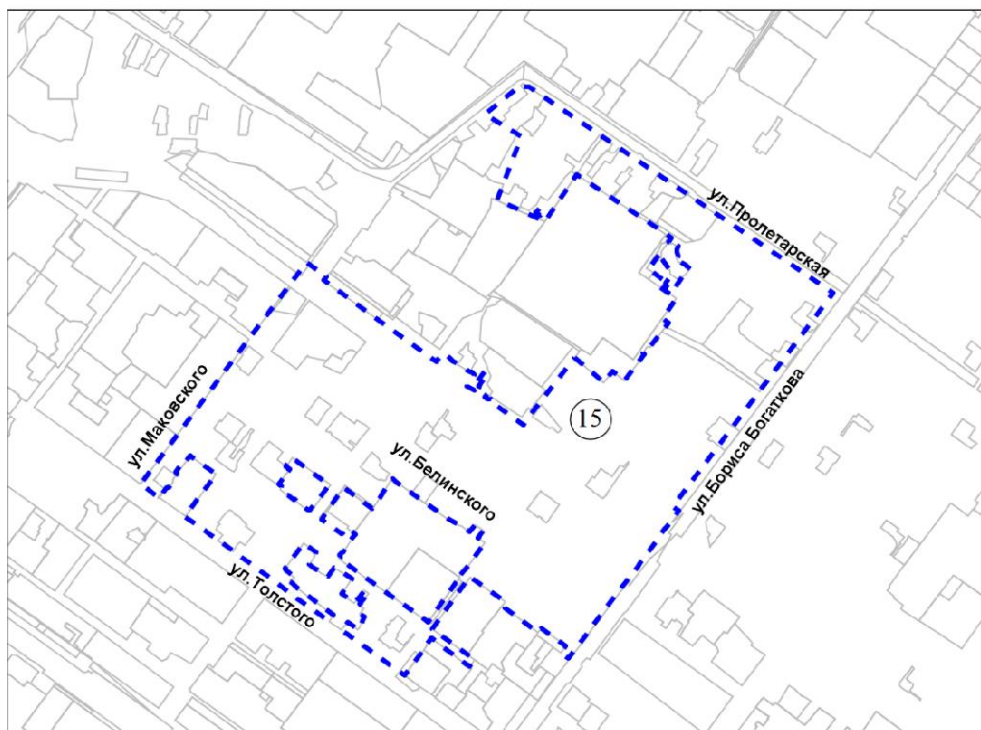 ул.Пролетарская
ул.Маковского
ул.Бориса Богаткова
15
ул.Белинского
ул.Толстого